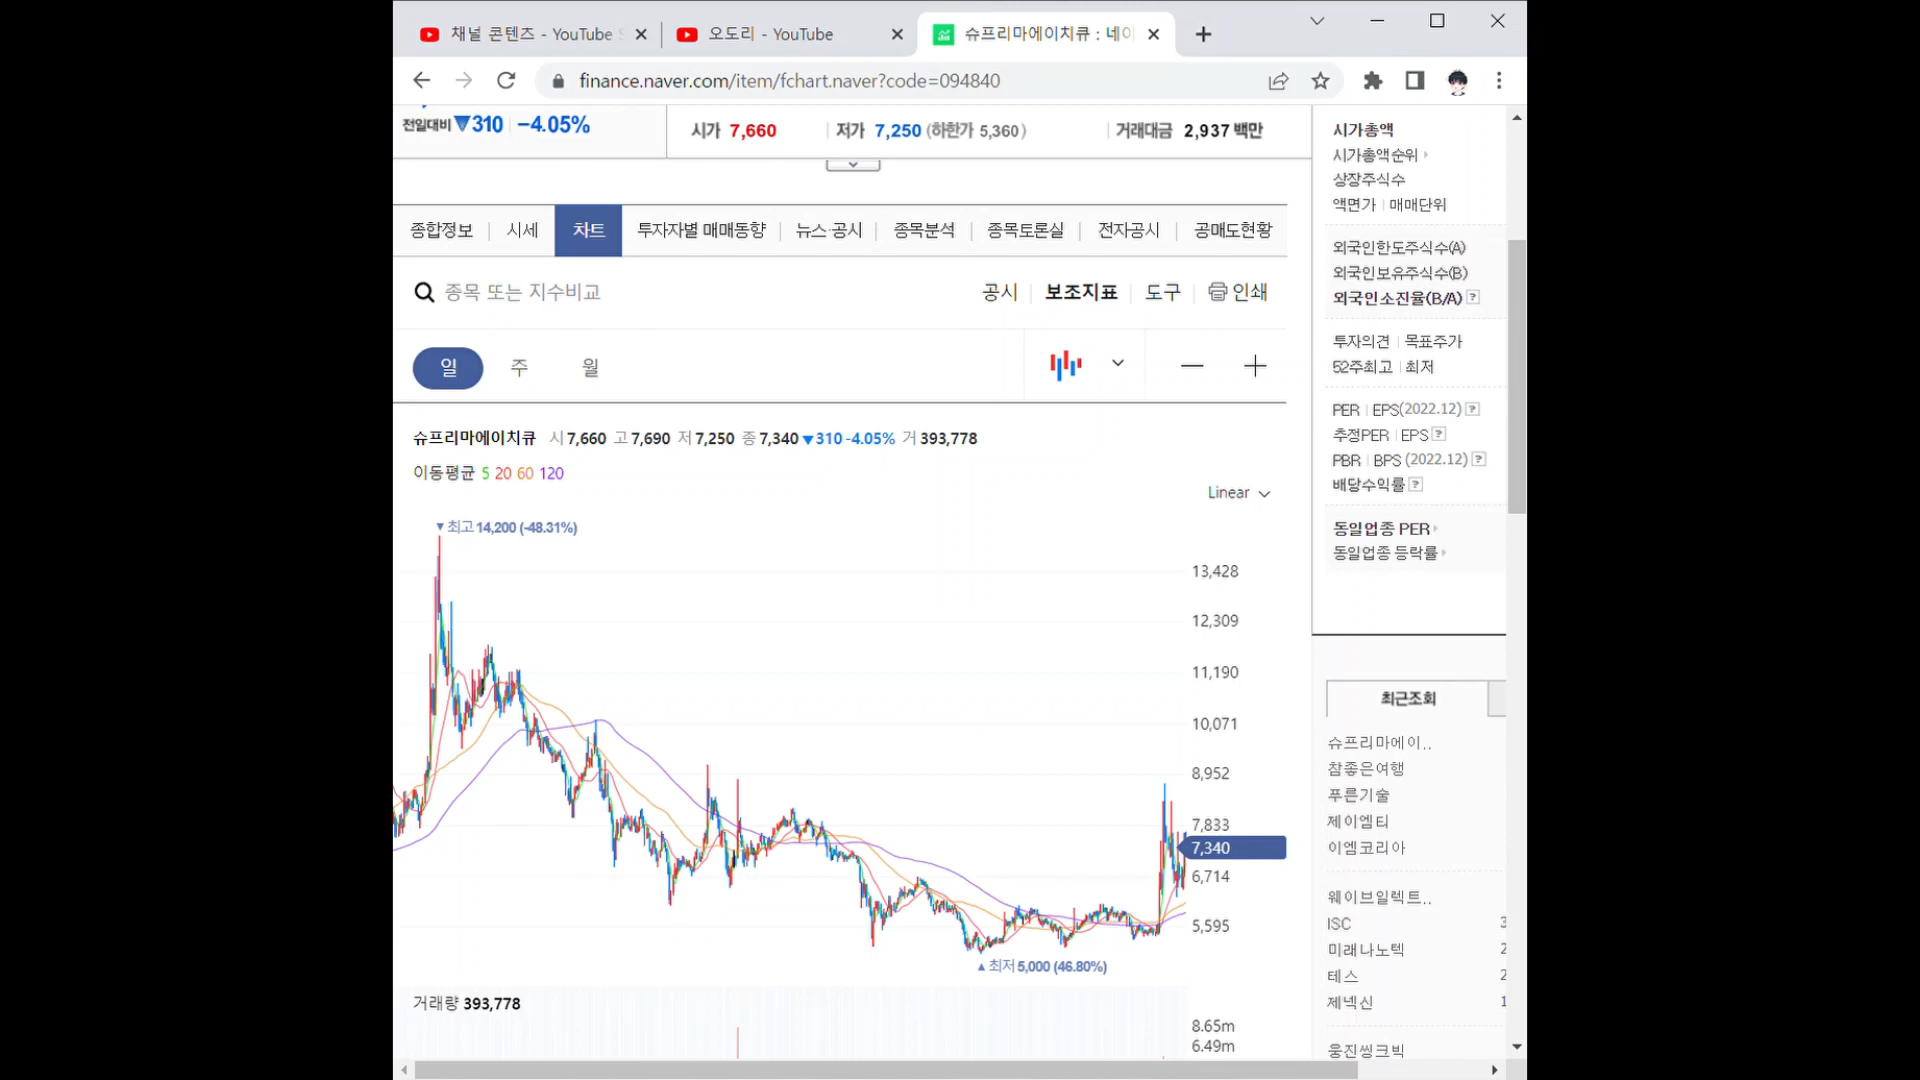 채널 콘텐츠 - YouTube S
오도리 - YouTube
슈프리마에이치큐 : 네이
finance.naver.com/item/fchart.naver?code=094840
전일대비 ▼310 | −4.05%
시가 7,660
저가 7,250 (하한가 5,360)
거래대금 2,937 백만
종합정보 시세 차트 투자자별 매매동향 뉴스·공시 종목분석 종목토론실 전자공시 공매도현황
종목 또는 지수비교
공시 보조지표 도구 인쇄
일 주 월
슈프리마에이치큐 시 7,660 고 7,690 저 7,250 종 7,340 ▼310 -4.05% 거 393,778
이동평균 5 20 60 120
Linear
▼최고 14,200 (-48.31%)
13,428
12,309
11,190
10,071
8,952
7,833
7,340
6,714
5,595
▲최저 5,000 (46.80%)
거래량 393,778
8.65m
6.49m
시가총액
시가총액순위
상장주식수
액면가 | 매매단위
외국인한도주식수(A)
외국인보유주식수(B)
외국인소진율(B/A) ?
투자의견 | 목표주가
52주최고 | 최저
PER | EPS(2022.12) ?
추정PER | EPS ?
PBR | BPS (2022.12) ?
배당수익률 ?
동일업종 PER
동일업종 등락률
최근조회
슈프리마에이..
참좋은여행
푸른기술
제이엠티
이엠코리아
웨이브일렉트..
ISC 3
미래나노텍 2
테스 2
제넥신 1
웅진씽크빅